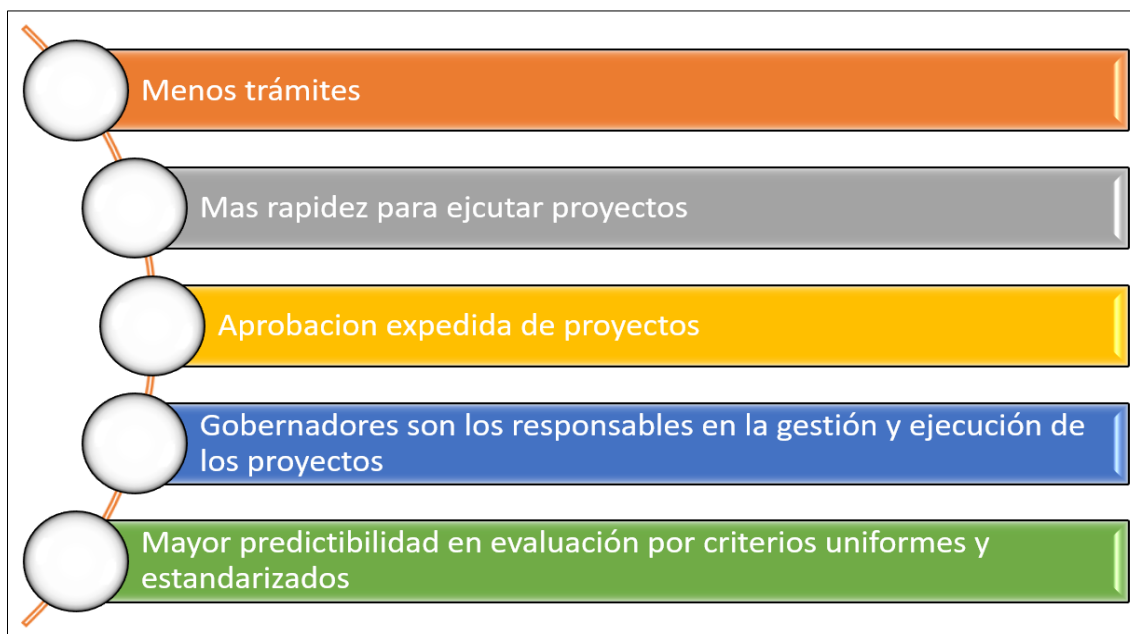 Menos trámites
Mas rapidez para ejcutar proyectos
Aprobacion expedida de proyectos
Gobernadores son los responsables en la gestión y ejecución de
los proyectos
Mayor predictibilidad en evaluación por criterios uniformes y
estandarizados